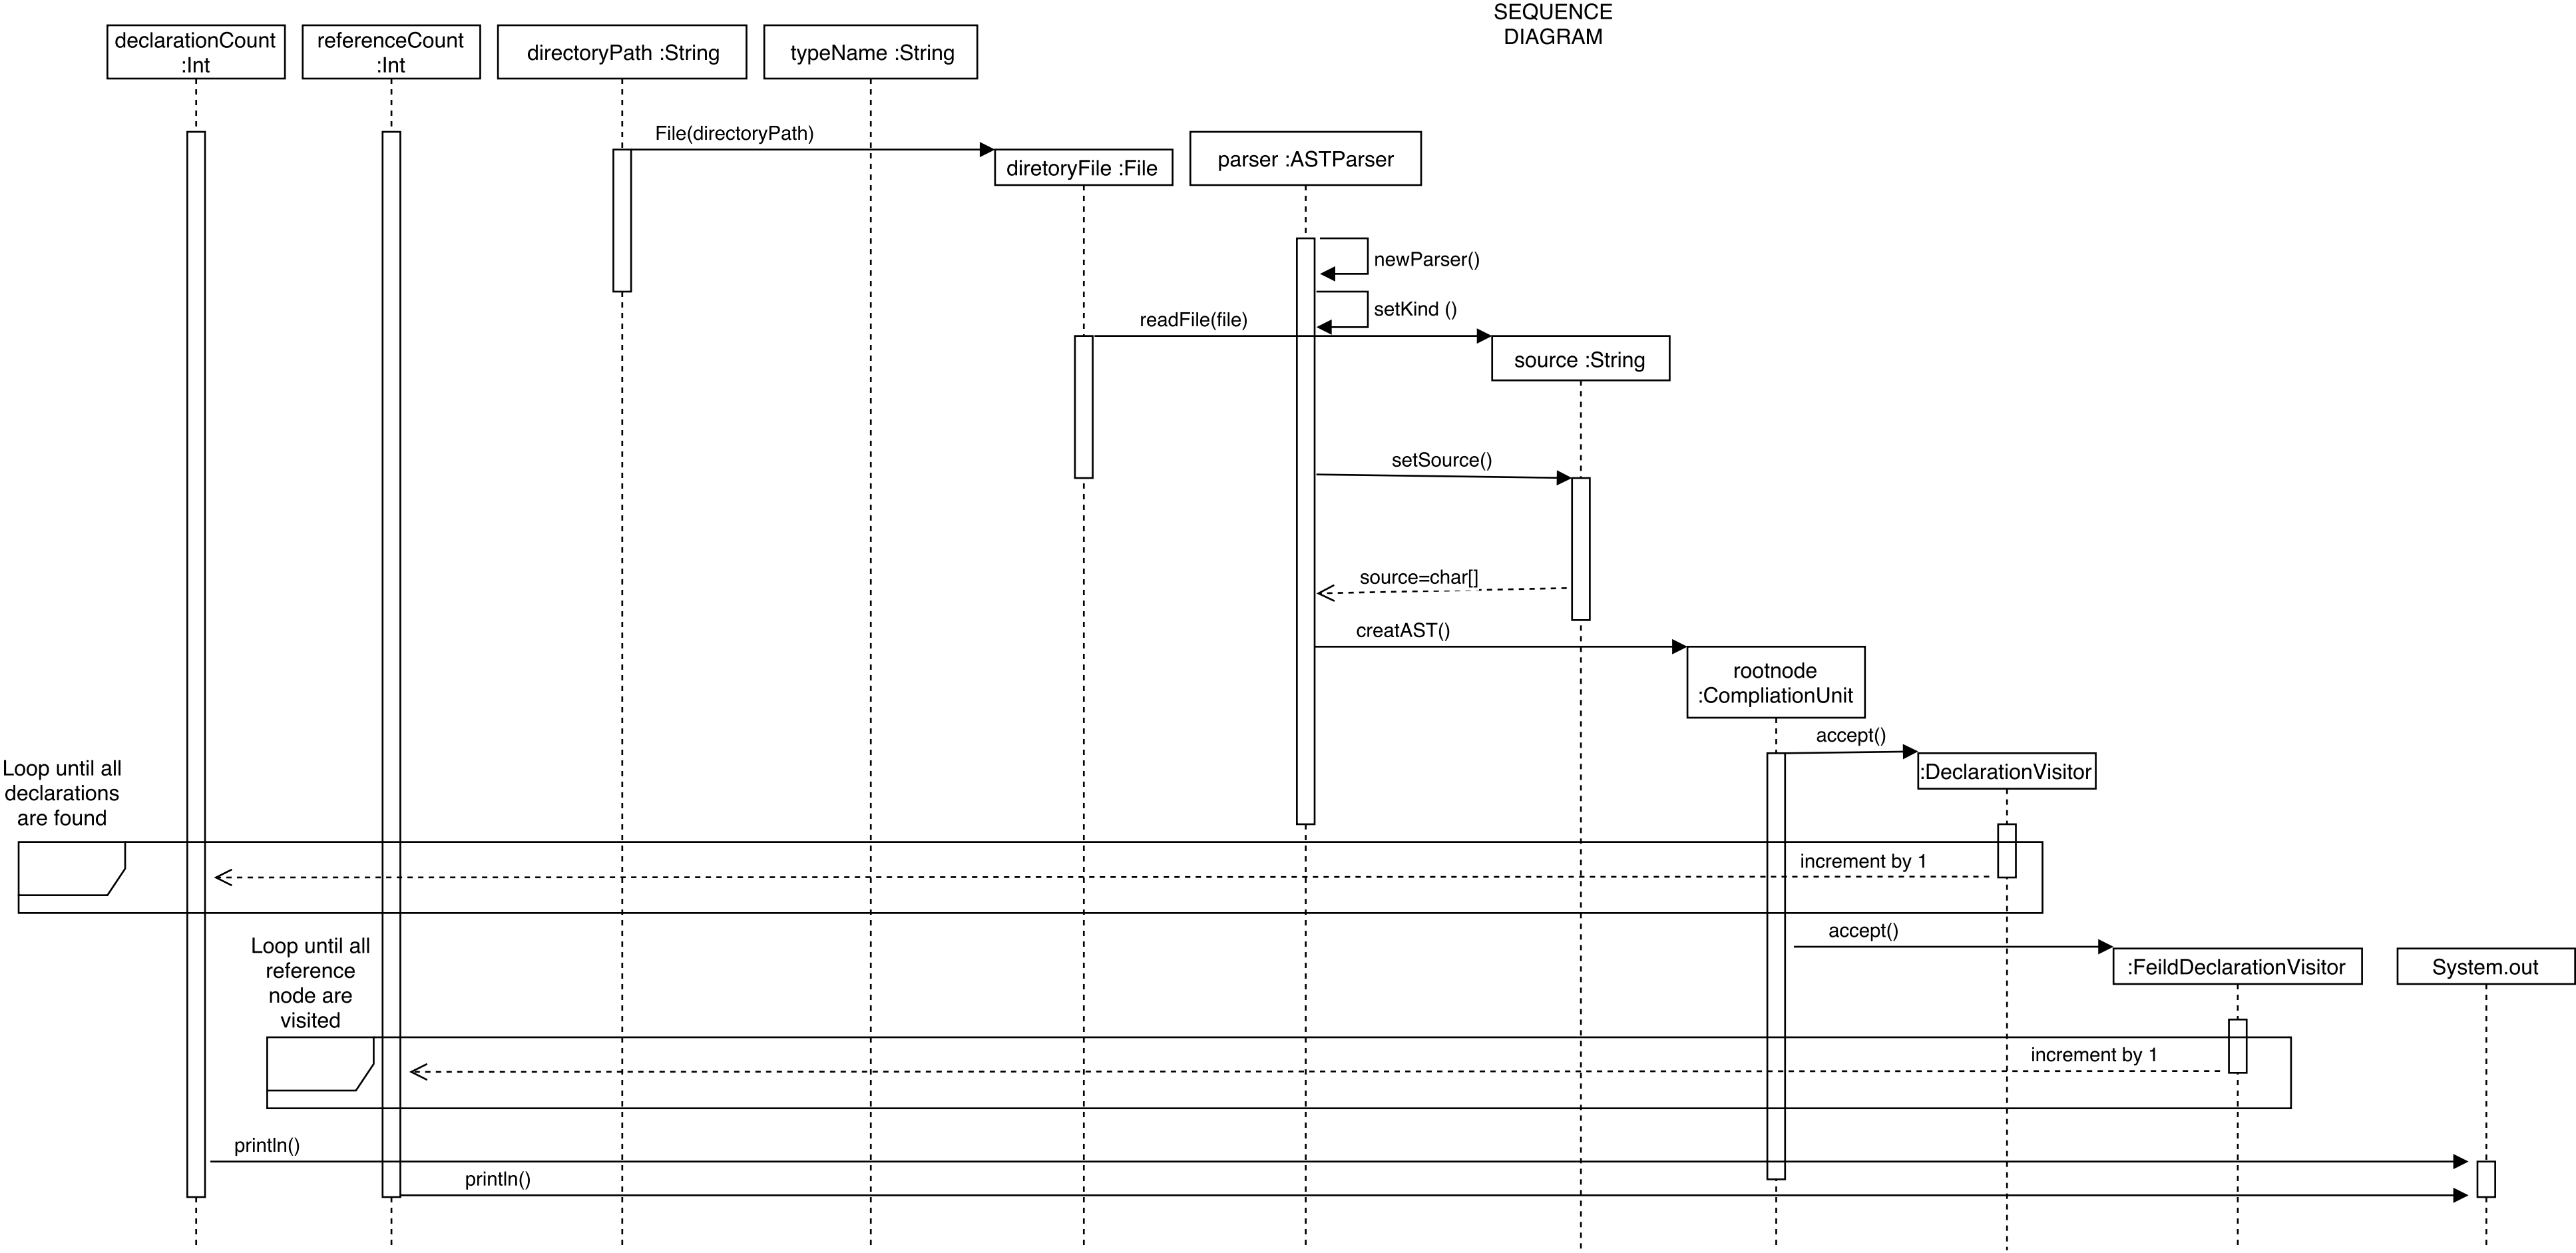 SEQUENCE
DIAGRAM
declarationCount
:Int
referenceCount
:Int
directoryPath :String
typeName :String
File(directoryPath)
diretoryFile :File
parser :ASTParser
newParser()
setKind ()
readFile(file)
source :String
setSource()
source=char[]
creatAST()
rootnode
:CompliationUnit
accept()
:DeclarationVisitor
Loop until all
declarations
are found
increment by 1
accept()
:FeildDeclarationVisitor
System.out
Loop until all
reference
node are
visited
increment by 1
println()
println()